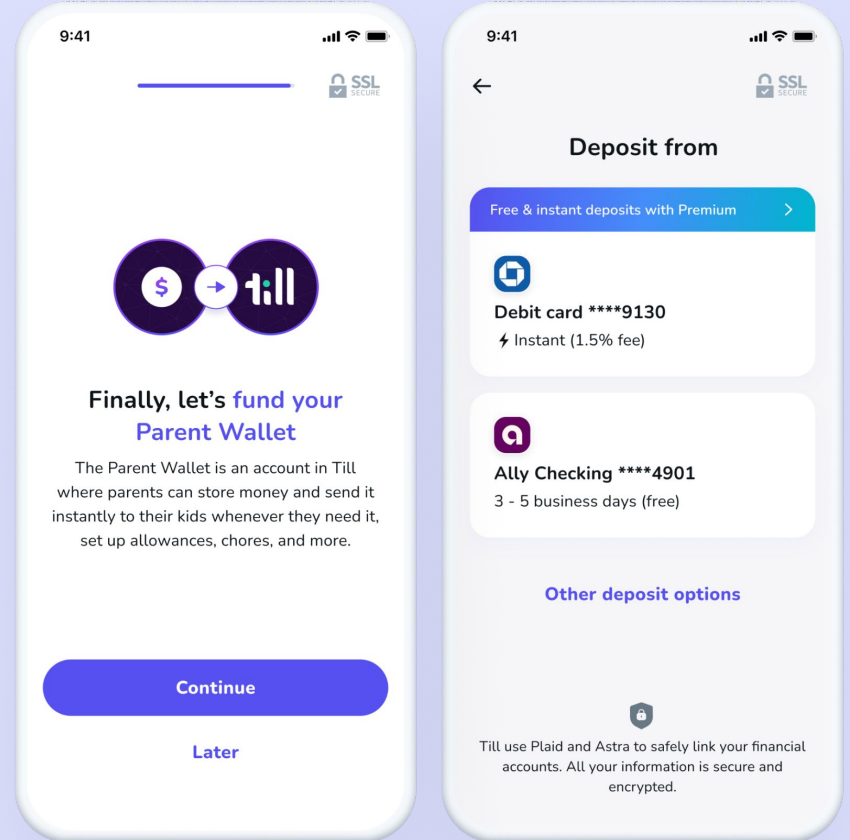 9:41
SSL
SECURE
$
till
Finally, let’s fund your
Parent Wallet
The Parent Wallet is an account in Till
where parents can store money and send it
instantly to their kids whenever they need it,
set up allowances, chores, and more.
Continue
Later
9:41
SSL
SECURE
Deposit from
Free & instant deposits with Premium
Debit card ****9130
Instant (1.5% fee)
a
Ally Checking ****4901
3 - 5 business days (free)
Other deposit options
Till use Plaid and Astra to safely link your financial
accounts. All your information is secure and
encrypted.